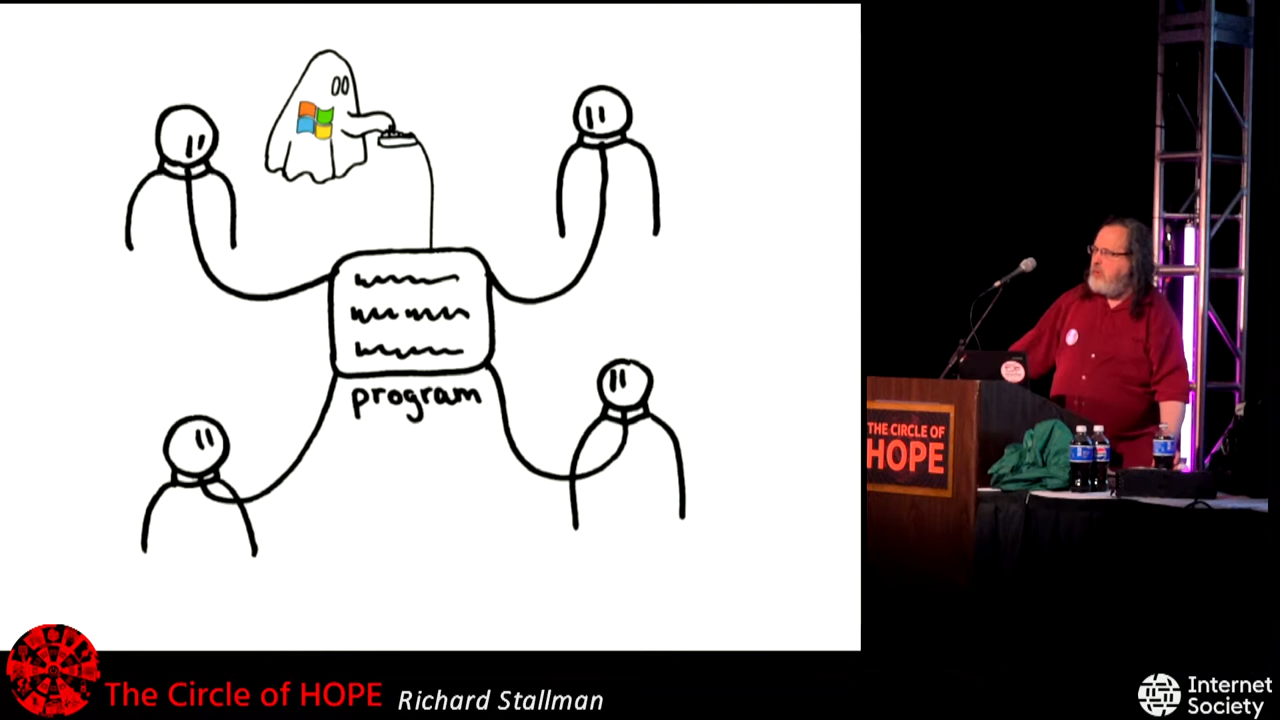 program
THE CIRCLE OF
HOPE
The Circle of HOPE
Richard Stallman
Internet
Society